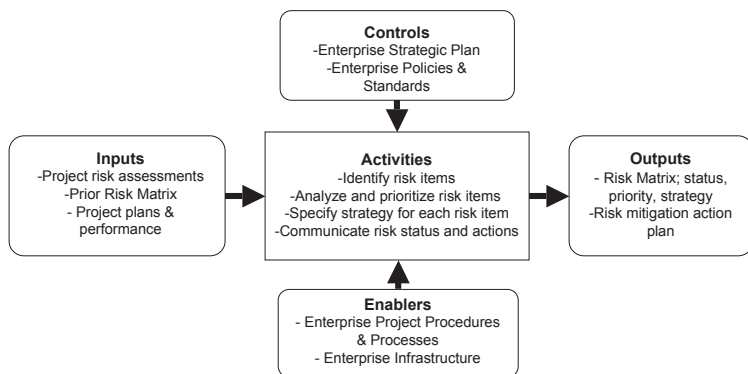 Controls
-Enterprise Strategic Plan
-Enterprise Policies &
Standards
Inputs
-Project risk assessments
-Prior Risk Matrix
- Project plans &
performance
Activities
-Identify risk items
-Analyze and prioritize risk items
-Specify strategy for each risk item
-Communicate risk status and actions
Outputs
- Risk Matrix; status,
priority, strategy
-Risk mitigation action
plan
Enablers
- Enterprise Project Procedures
& Processes
- Enterprise Infrastructure